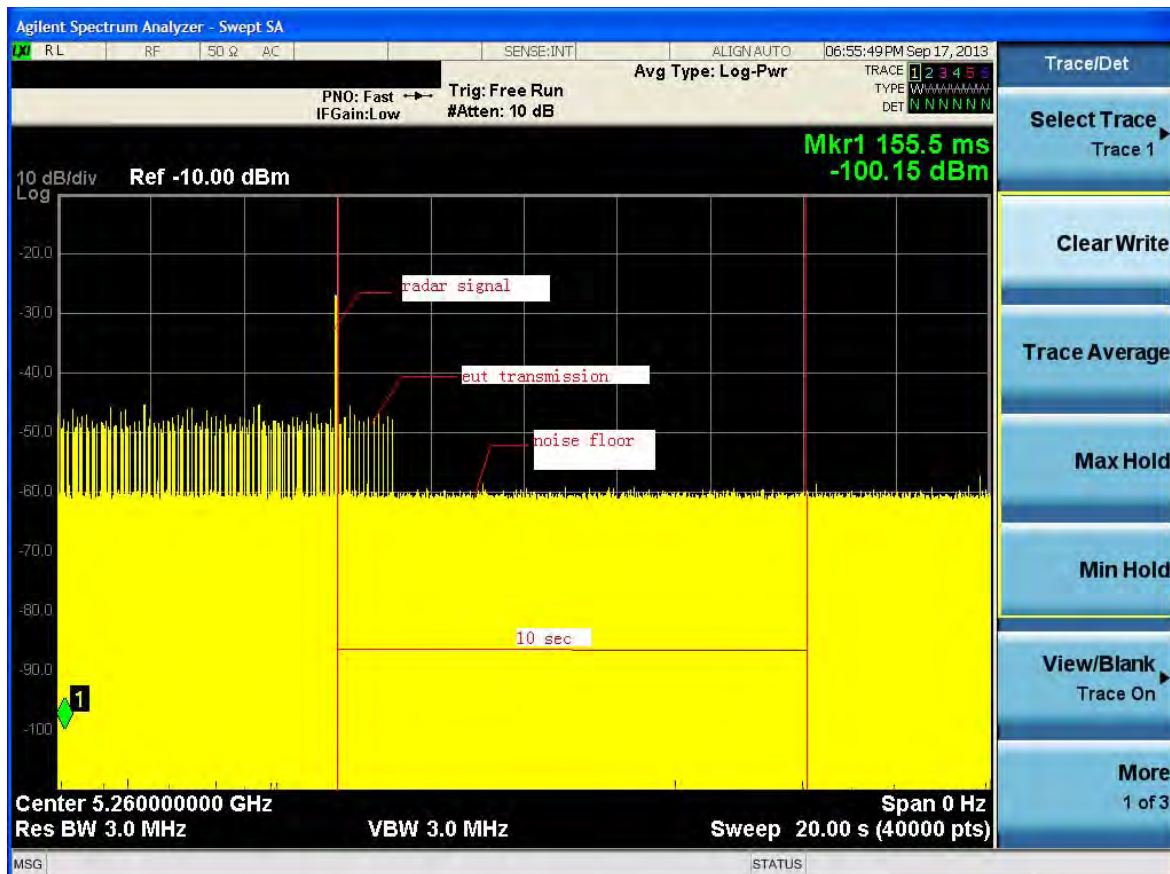 Agilent Spectrum Analyzer - Swept SA
LXI RL RF 50 Ω AC SENSE:INT ALIGN AUTO 06:55:49 PM Sep 17, 2013
Trace/Det
Avg Type: Log-Pwr
TRACE 1 2 3 4 5 6
PNO: Fast
Trig: Free Run
TYPE WWWWWW
IFGain:Low
#Atten: 10 dB
DET N N N N N N
Select Trace
Trace 1
Mkr1 155.5 ms
-100.15 dBm
10 dB/div
Log
Ref -10.00 dBm
Clear Write
-20.0
radar signal
-30.0
Trace Average
-40.0
eut transmission
-50.0
noise floor
Max Hold
-60.0
-70.0
Min Hold
-80.0
10 sec
-90.0
View/Blank
Trace On
1
-100
More
1 of 3
Center 5.260000000 GHz
Span 0 Hz
Res BW 3.0 MHz
VBW 3.0 MHz
Sweep 20.00 s (40000 pts)
MSG
STATUS